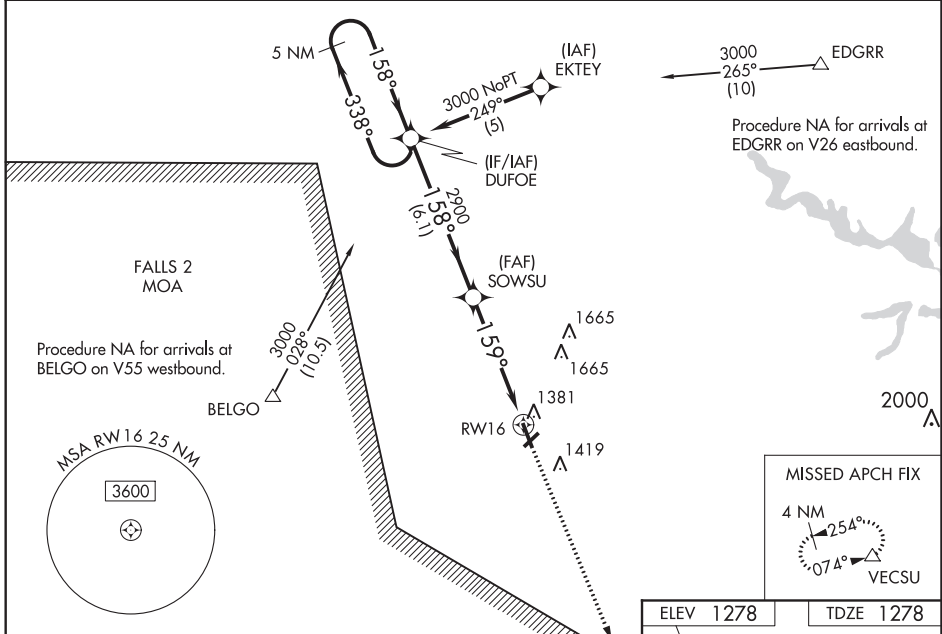 5 NM
158°
338°
(IAF)
EKTEY
3000 NoPT
249°
(5)
3000
265°
(10)
EDGRR
Procedure NA for arrivals at
EDGRR on V26 eastbound.
(IF/IAF)
DUFOE
2900
158°
(6.1)
FALLS 2
MOA
(FAF)
SOWSU
3000
028°
(10.5)
Procedure NA for arrivals at
BELGO on V55 westbound.
BELGO
159°
1665
1665
1381
RW16
1419
2000
MSA RW16 25 NM
3600
MISSED APCH FIX
4 NM
254°
074°
VECSU
ELEV 1278
TDZE 1278